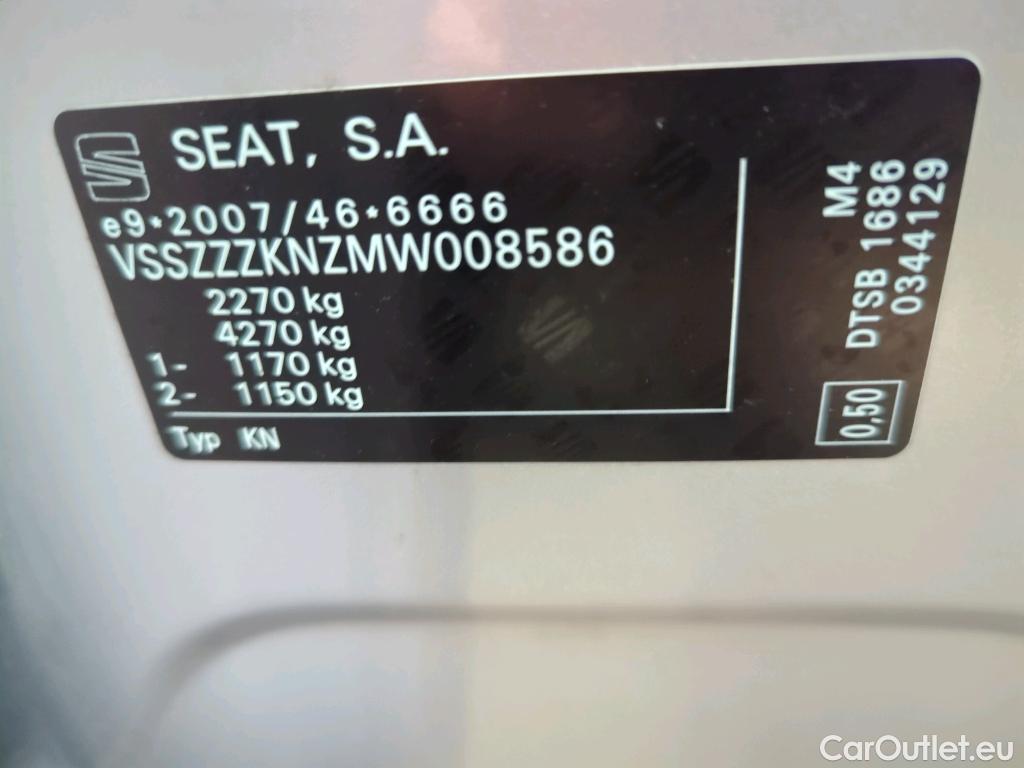 SEAT, S.A.
e9*2007/46*6666
VSSZZZKNZMW008586
2270 kg
4270 kg
1- 1170 kg
2- 1150 kg
Typ KN
M4
DTSB 1686
0344129
0,50
CarOutlet.eu